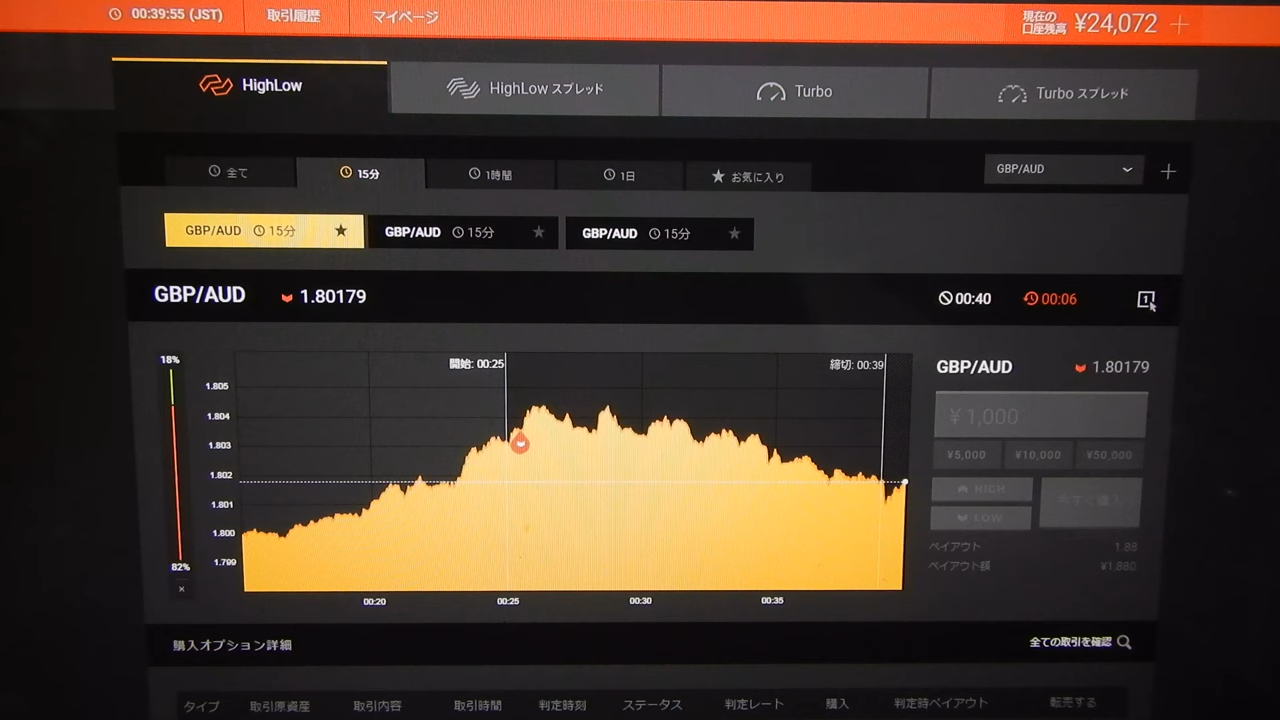 00:39:55 (JST) 取引履歴 マイページ 現在の口座残高 ¥24,072
HighLow HighLow スプレッド Turbo Turbo スプレッド
全て 15分 1時間 1日 お気に入り GBP/AUD
GBP/AUD 15分 GBP/AUD 15分 GBP/AUD 15分
GBP/AUD 1.80179 00:40 00:06 1
18%
開始: 00:25 締切: 00:39
1.805
1.804
1.803
1.802
1.801
1.800
1.799
82%
00:20 00:25 00:30 00:35
GBP/AUD 1.80179
¥ 1,000
¥5,000 ¥10,000 ¥50,000
HIGH
LOW
今すぐ購入
ペイアウト 1.88
ペイアウト額 ¥1,880
購入オプション詳細 全ての取引を確認
タイプ 取引原資産 取引内容 取引時間 判定時刻 ステータス 判定レート 購入 判定時ペイアウト 転売する